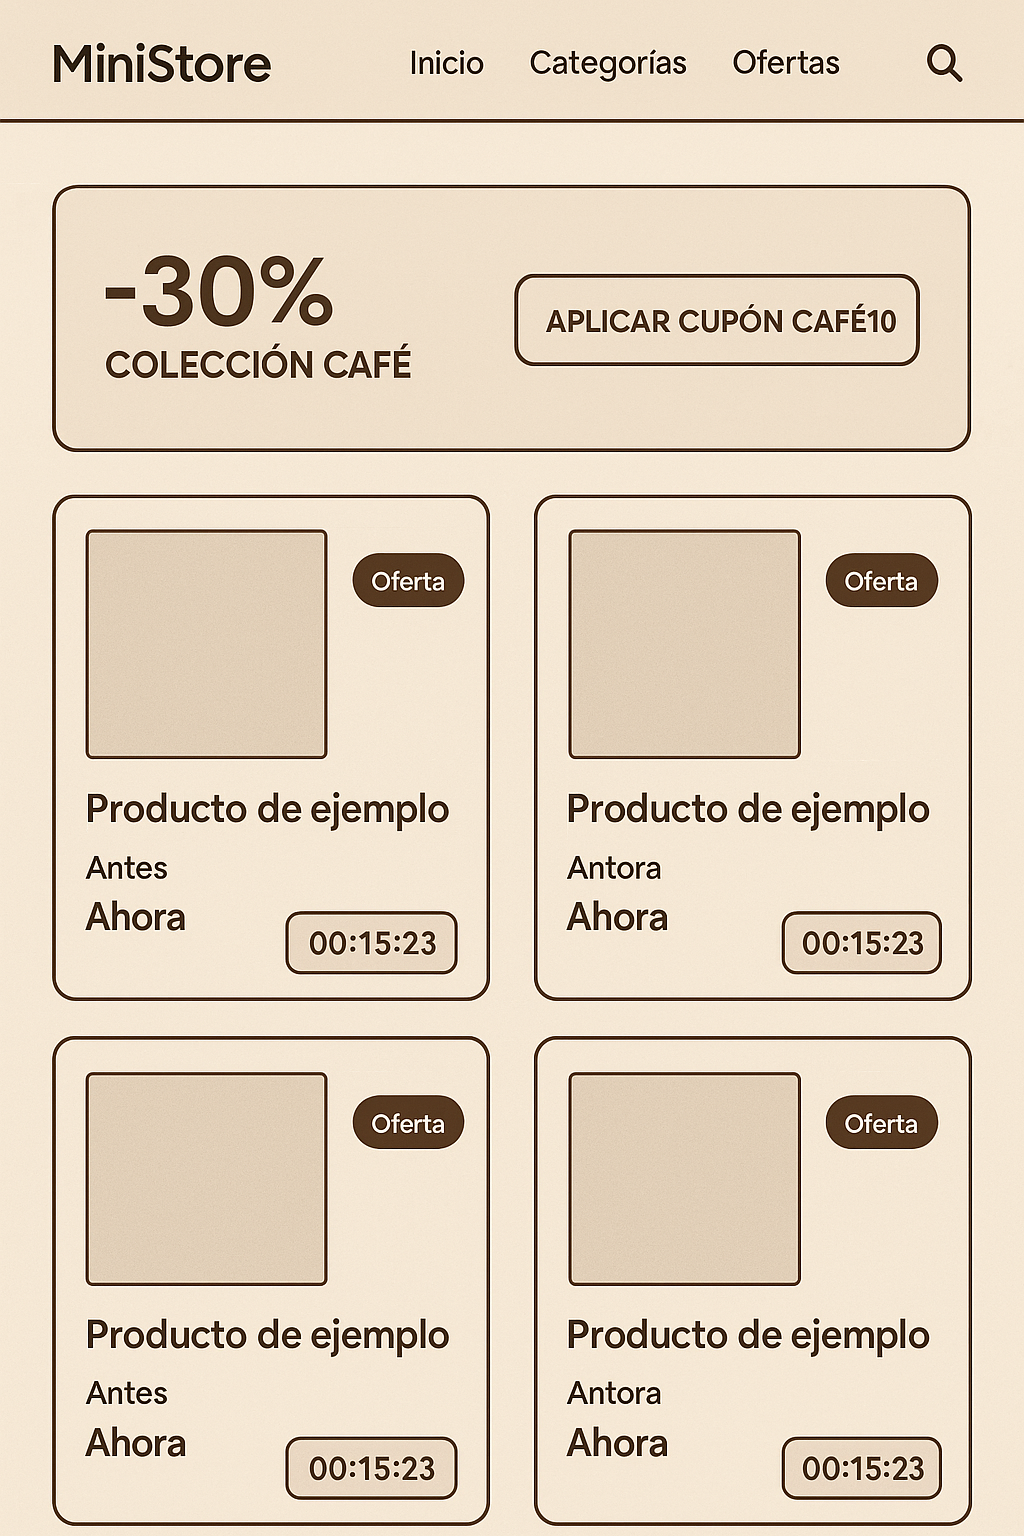 MiniStore
Inicio Categorías Ofertas
-30%
COLECCIÓN CAFÉ
APLICAR CUPÓN CAFÉ10
Oferta
Producto de ejemplo
Antes
Ahora
00:15:23
Oferta
Producto de ejemplo
Antora
Ahora
00:15:23
Oferta
Producto de ejemplo
Antes
Ahora
00:15:23
Oferta
Producto de ejemplo
Antora
Ahora
00:15:23